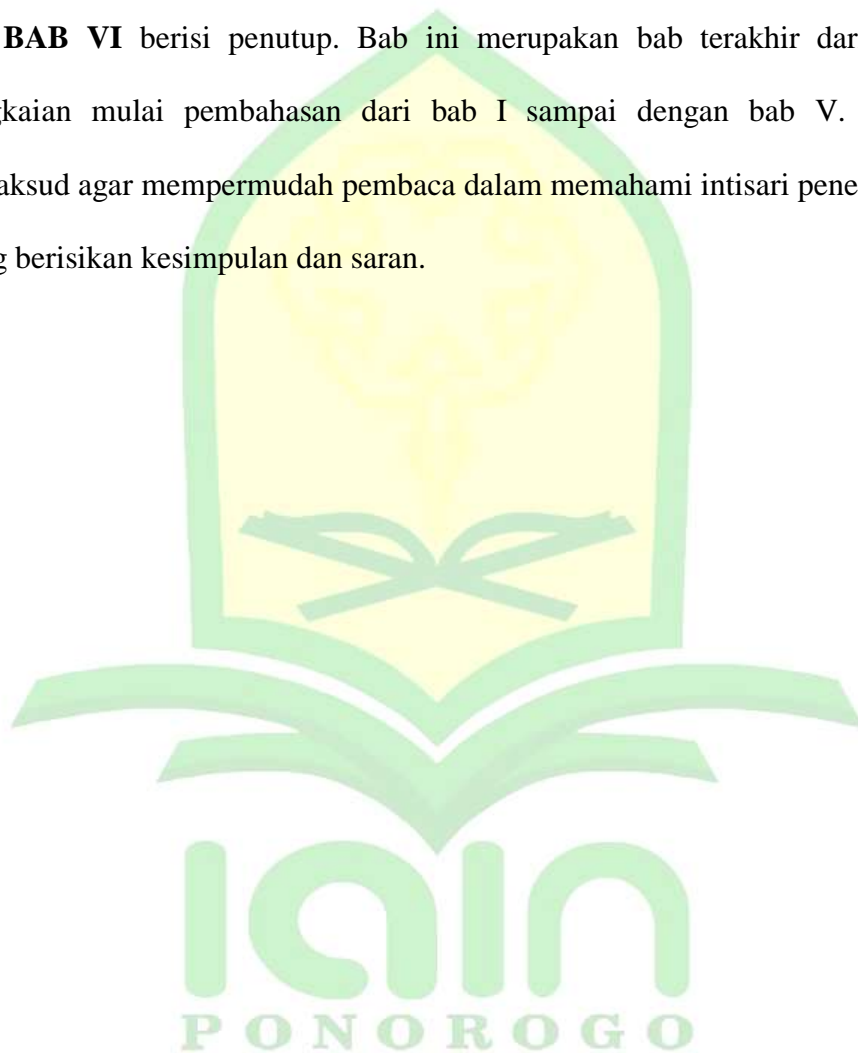 BAB VI berisi penutup. Bab ini merupakan bab terakhir dar
gkaian mulai pembahasan dari bab I sampai dengan bab V.
aksud agar mempermudah pembaca dalam memahami intisari pene
g berisikan kesimpulan dan saran.
iain
PONOROGO